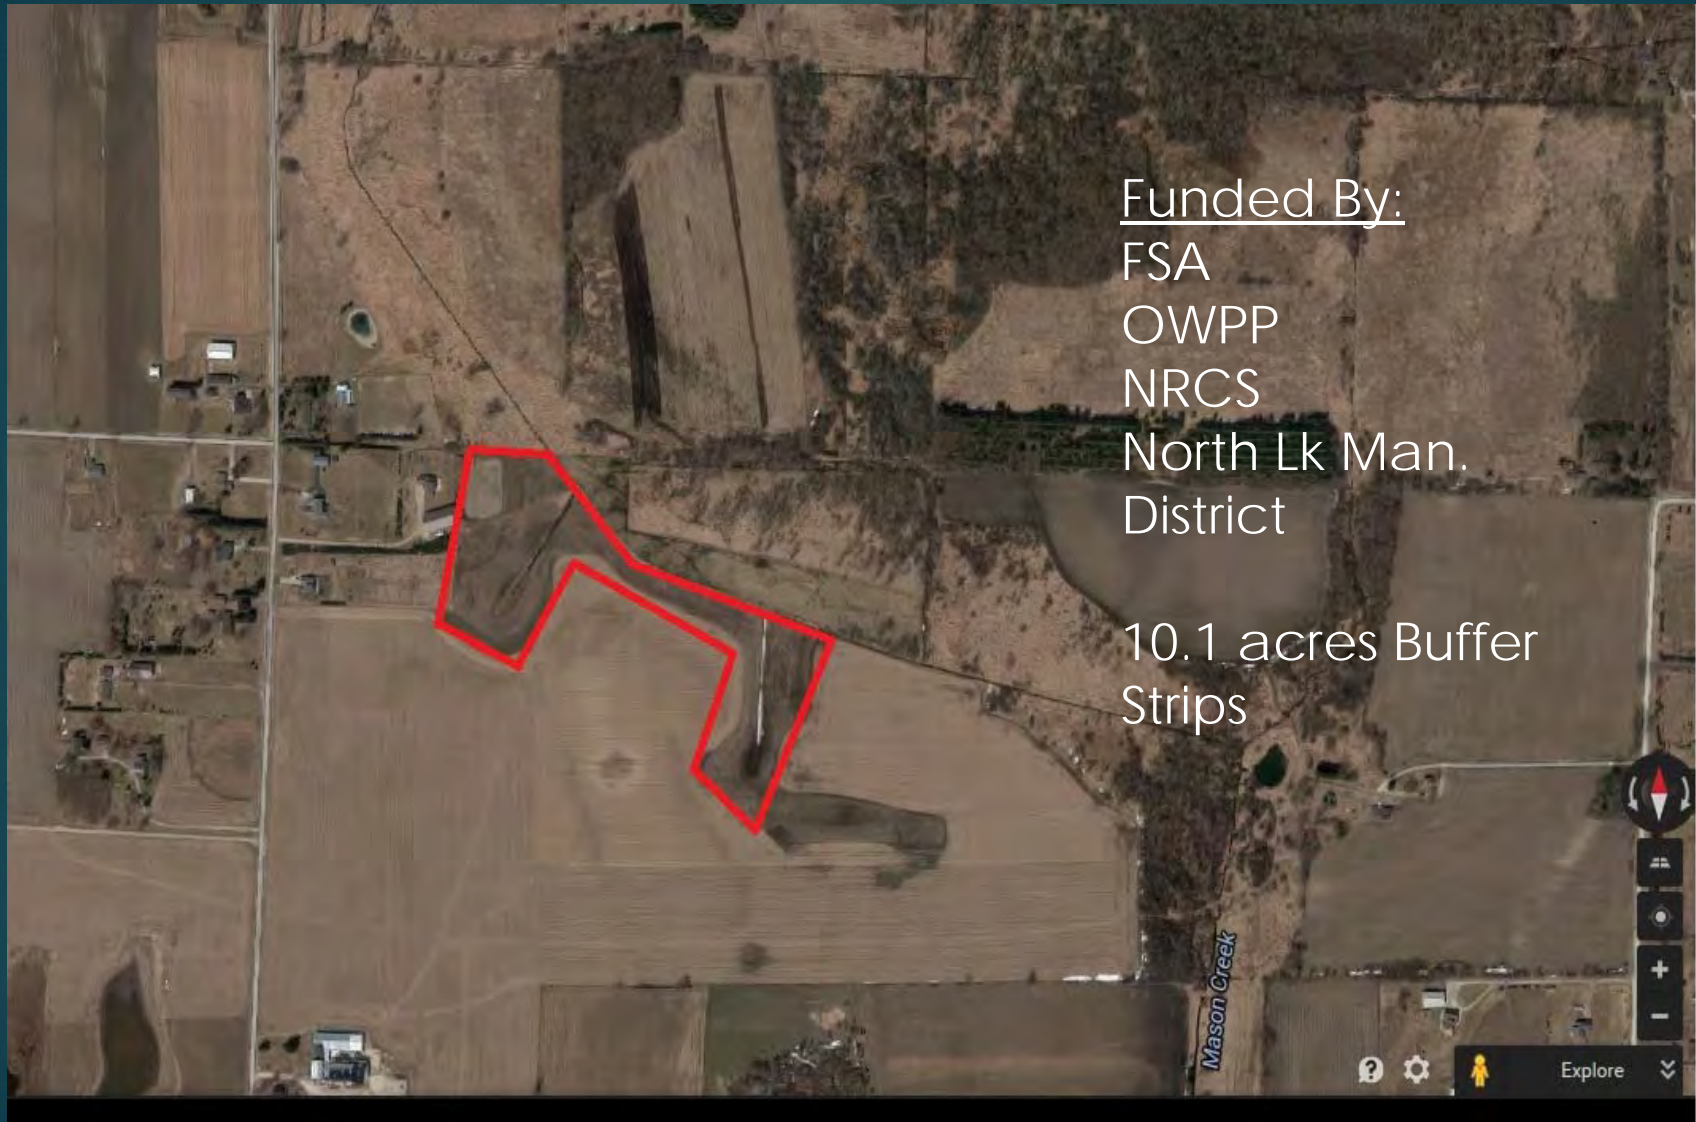 Funded By:
FSA
OWPP
NRCS
North Lk Man.
District
10.1 acres Buffer
Strips
Mason Creek
Explore